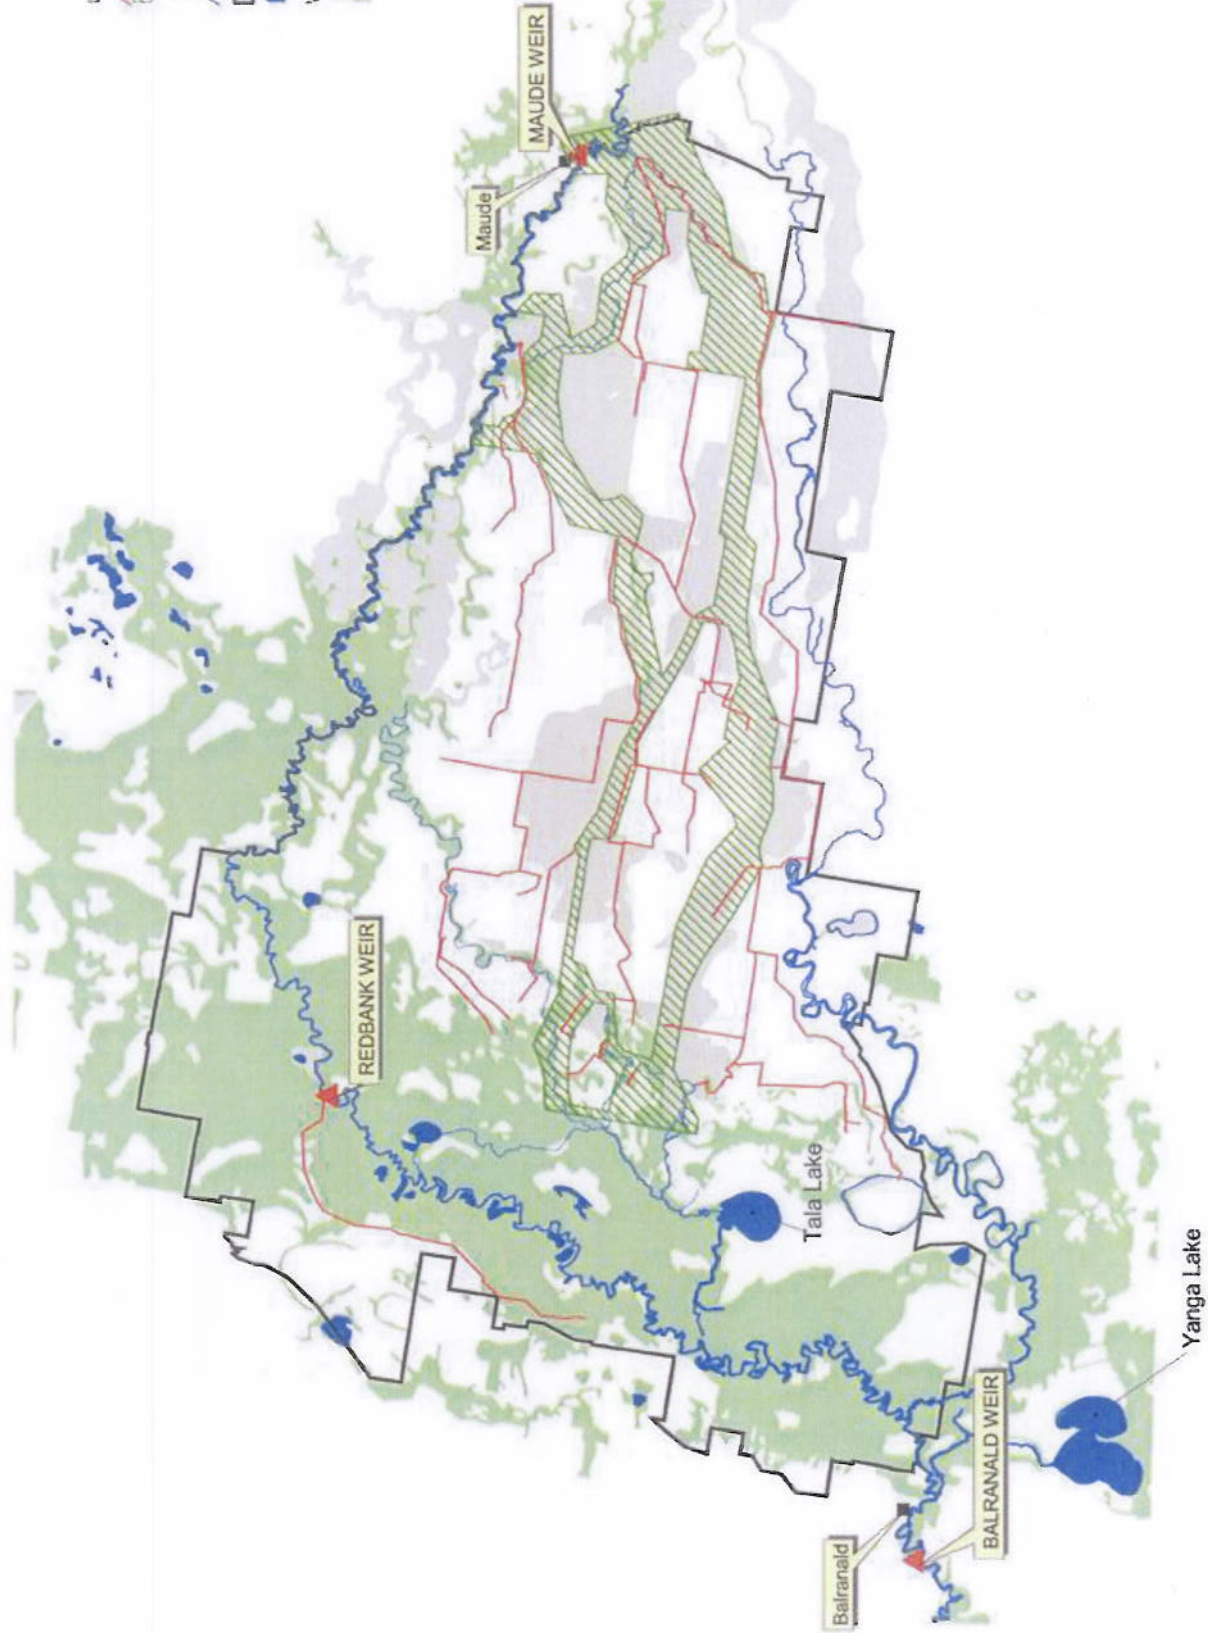 MAUDE WEIR
Maude
REDBANK WEIR
Tala Lake
Yanga Lake
BALRANALD WEIR
Balranald